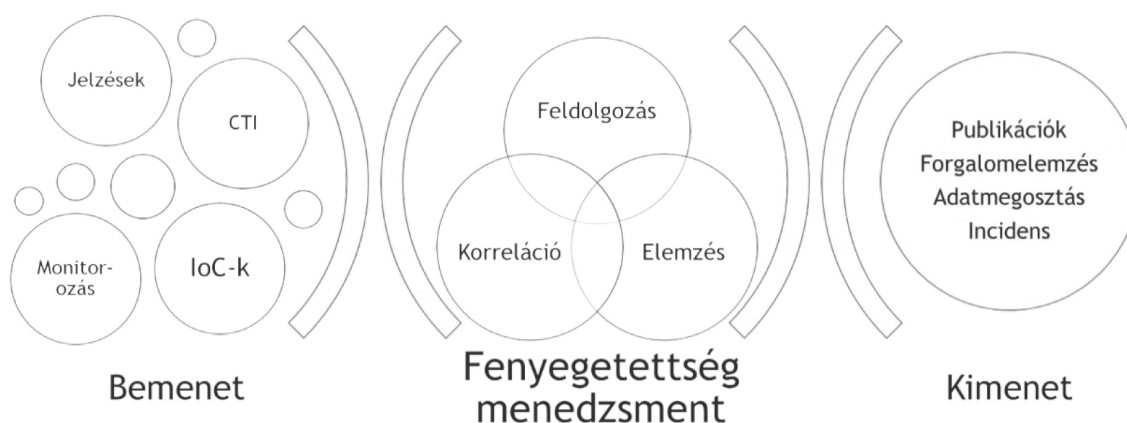 Jelzések
CTI
Monitor-
ozás
IoC-k
Bemenet
Feldolgozás
Korreláció
Elemzés
Fenyegetettség
menedzsment
Publikációk
Forgalomelemzés
Adatmegosztás
Incidens
Kimenet